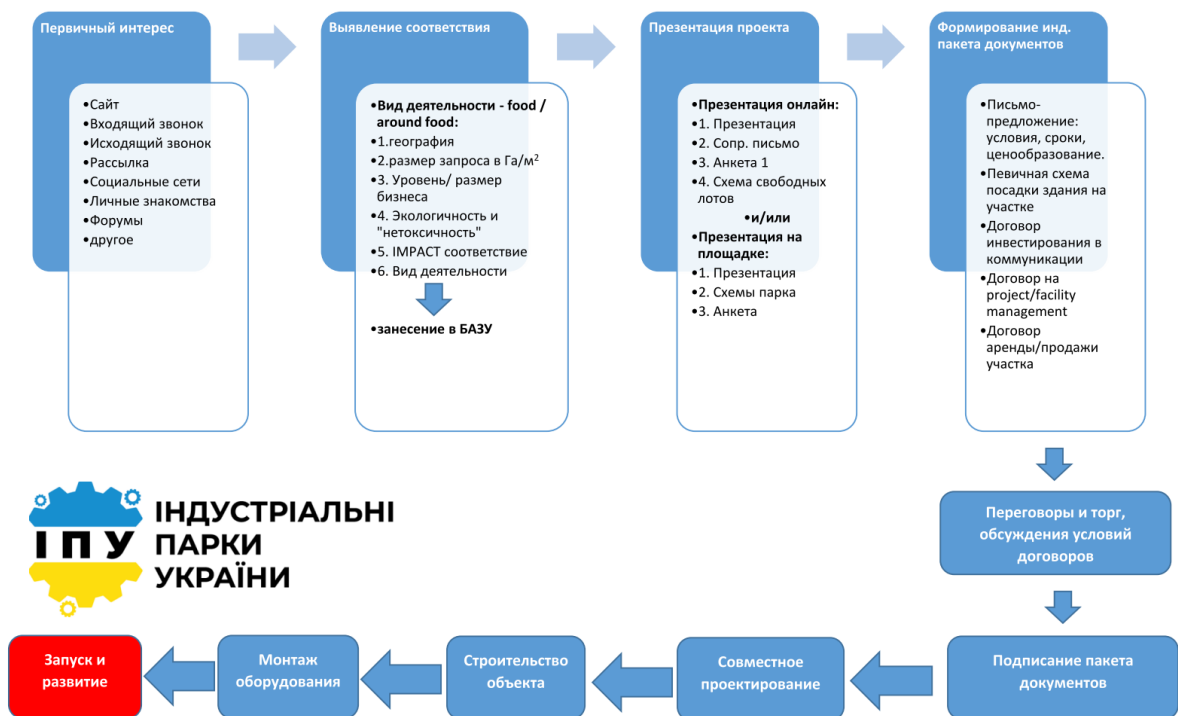 Первичный интерес
•Сайт
•Входящий звонок
•Исходящий звонок
•Рассылка
•Социальные сети
•Личные знакомства
•Форумы
•другое
Выявление соответствия
•Вид деятельности - food /
around food:
•1.география
•2.размер запроса в Га/м²
•3. Уровень/ размер
бизнеса
•4. Экологичность и
"нетоксичность"
•5. IMPACT соответствие
•6. Вид деятельности
•занесение в БАЗУ
Презентация проекта
•Презентация онлайн:
•1. Презентация
•2. Сопр. письмо
•3. Анкета 1
•4. Схема свободных
лотов
•и/или
•Презентация на
площадке:
•1. Презентация
•2. Схемы парка
•3. Анкета
Формирование инд.
пакета документов
•Письмо-
предложение:
условия, сроки,
ценообразование.
•Певичная схема
посадки здания на
участке
•Договор
инвестирования в
коммуникации
•Договор на
project/facility
management
•Договор
аренды/продажи
участка
Переговоры и торг,
обсуждения условий
договоров
ІПУ
ІНДУСТРІАЛЬНІ
ПАРКИ
УКРАЇНИ
Подписание пакета
документов
Совместное
проектирование
Строительство
объекта
Монтаж
оборудования
Запуск и
развитие